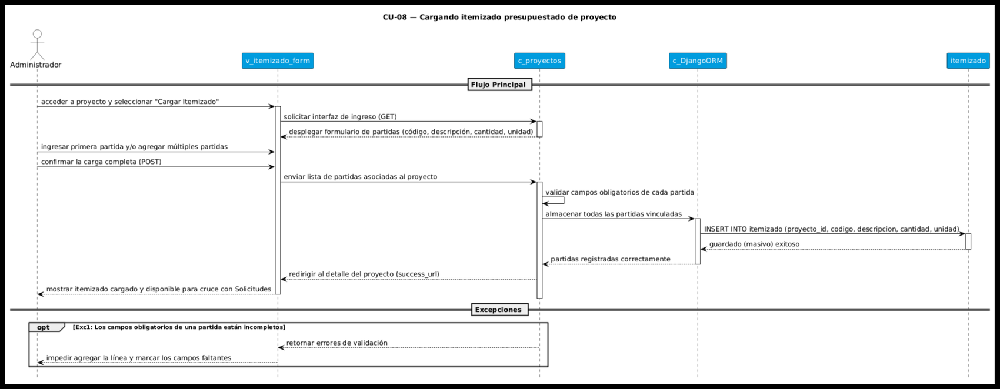 CU-08 — Cargando itemizado presupuestado de proyecto
Administrador
v_itemizado_form
c_proyectos
c_DjangoORM
itemizado
Flujo Principal
acceder a proyecto y seleccionar "Cargar Itemizado"
solicitar interfaz de ingreso (GET)
desplegar formulario de partidas (código, descripción, cantidad, unidad)
ingresar primera partida y/o agregar múltiples partidas
confirmar la carga completa (POST)
enviar lista de partidas asociadas al proyecto
validar campos obligatorios de cada partida
almacenar todas las partidas vinculadas
INSERT INTO itemizado (proyecto_id, codigo, descripcion, cantidad, unidad)
guardado (masivo) exitoso
partidas registradas correctamente
redirigir al detalle del proyecto (success_url)
mostrar itemizado cargado y disponible para cruce con Solicitudes
Excepciones
opt
[Exc1: Los campos obligatorios de una partida están incompletos]
retornar errores de validación
impedir agregar la línea y marcar los campos faltantes